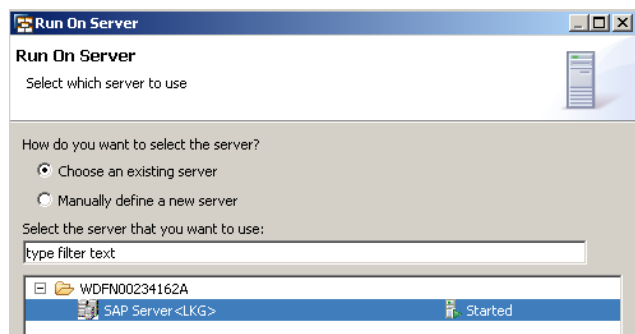 Run On Server
Run On Server
Select which server to use
How do you want to select the server?
Choose an existing server
Manually define a new server
Select the server that you want to use:
type filter text
WDFN00234162A
SAP Server<LKG> Started